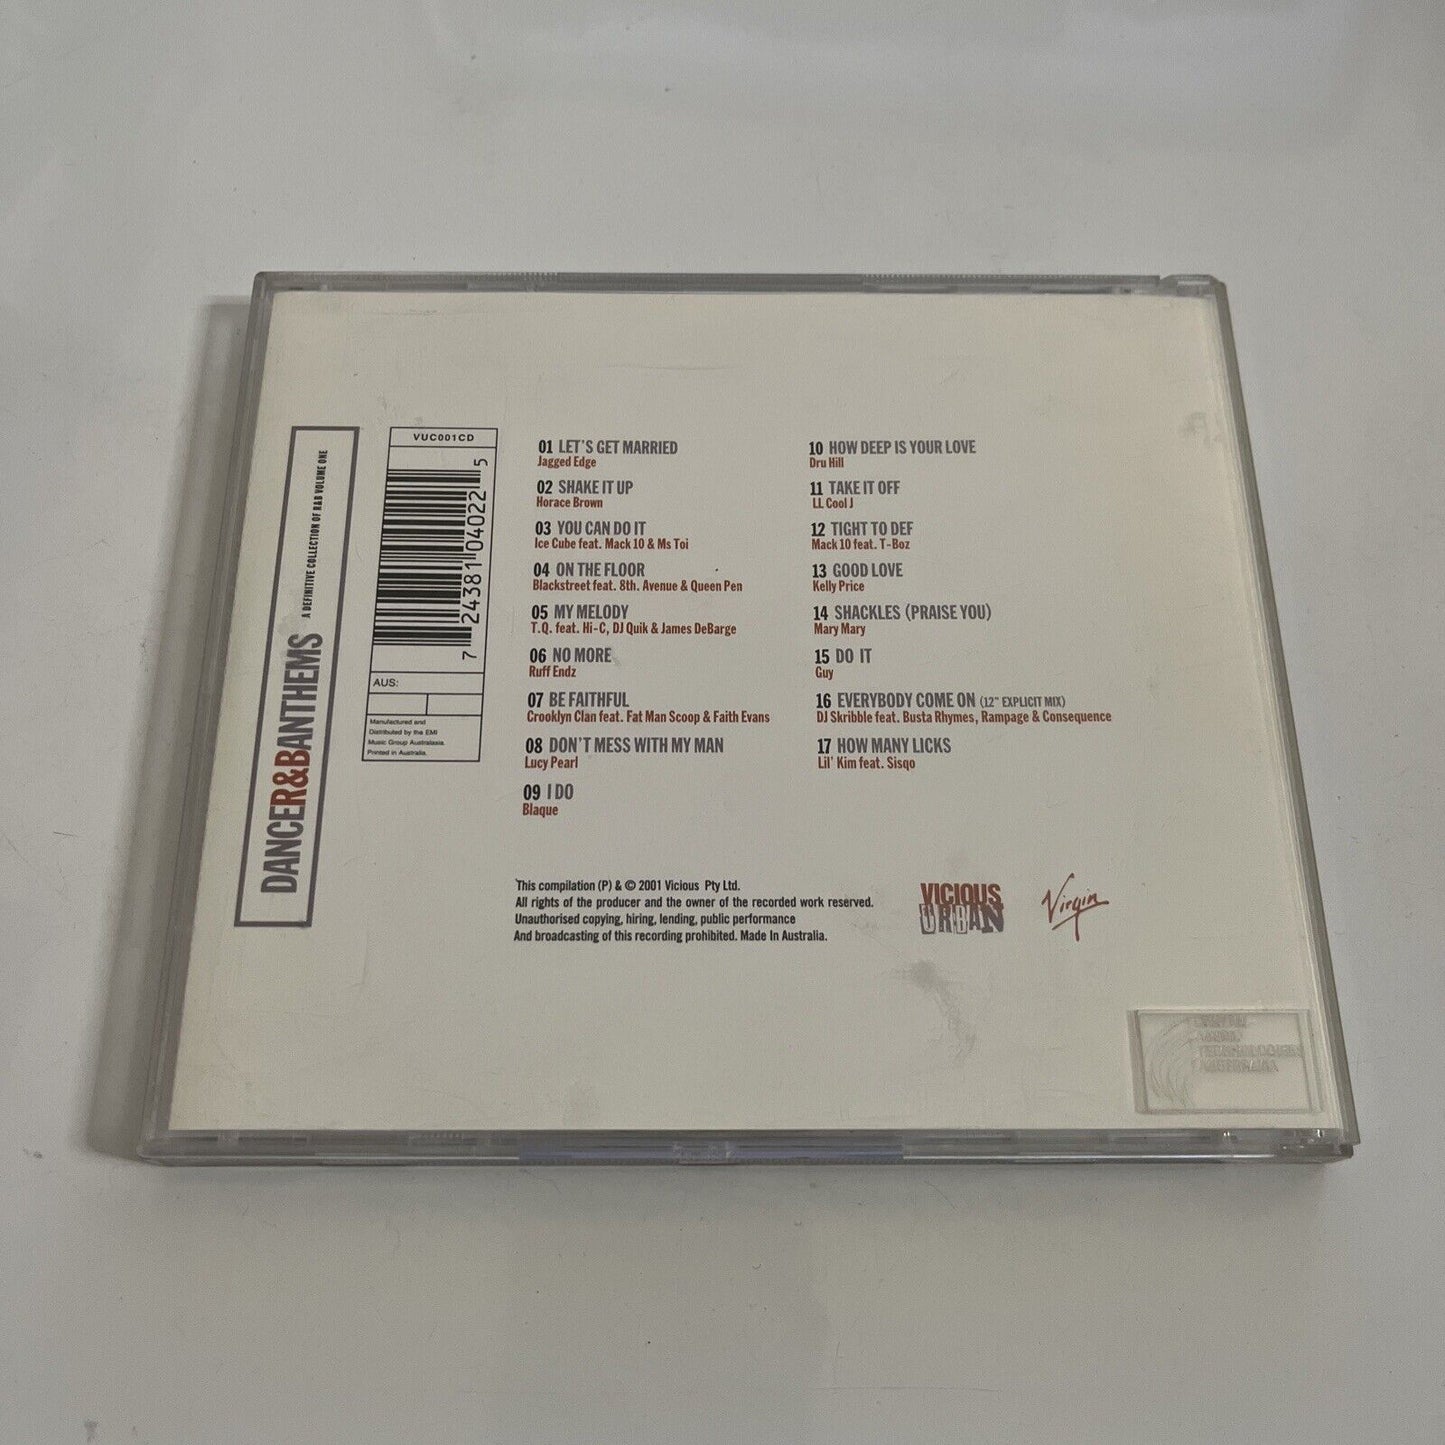 DANCER&BANTHEMS
A DEFINITIVE COLLECTION OF R&B VOLUME ONE
VUC001CD
7 24381 04022 5
AUS:
Manufactured and
Distributed by the EMI
Music Group Australasia.
Printed in Australia.
01 LET'S GET MARRIED
Jagged Edge
02 SHAKE IT UP
Horace Brown
03 YOU CAN DO IT
Ice Cube feat. Mack 10 & Ms Toi
04 ON THE FLOOR
Blackstreet feat. 8th. Avenue & Queen Pen
05 MY MELODY
T.Q. feat. Hi-C, DJ Quik & James DeBarge
06 NO MORE
Ruff Endz
07 BE FAITHFUL
Crooklyn Clan feat. Fat Man Scoop & Faith Evans
08 DON'T MESS WITH MY MAN
Lucy Pearl
09 I DO
Blaque
10 HOW DEEP IS YOUR LOVE
Dru Hill
11 TAKE IT OFF
LL Cool J
12 TIGHT TO DEF
Mack 10 feat. T-Boz
13 GOOD LOVE
Kelly Price
14 SHACKLES (PRAISE YOU)
Mary Mary
15 DO IT
Guy
16 EVERYBODY COME ON (12" EXPLICIT MIX)
DJ Skribble feat. Busta Rhymes, Rampage & Consequence
17 HOW MANY LICKS
Lil' Kim feat. Sisqo
This compilation (P) & © 2001 Vicious Pty Ltd.
All rights of the producer and the owner of the recorded work reserved.
Unauthorised copying, hiring, lending, public performance
And broadcasting of this recording prohibited. Made In Australia.
VICIOUS
URBAN
Virgin
TECHNOLOGIES
AUSTRALIA